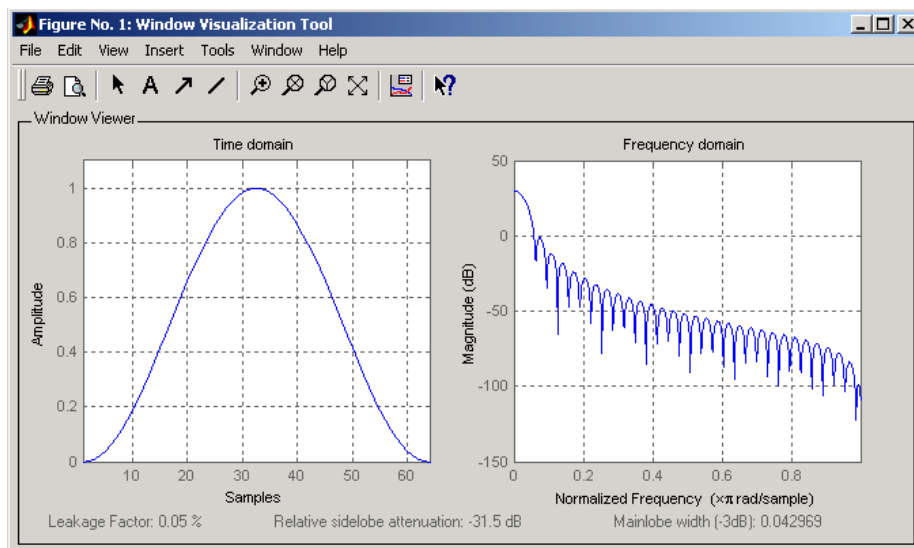 Figure No. 1: Window Visualization Tool
File Edit View Insert Tools Window Help
A
?
Window Viewer
Time domain
Frequency domain
1
0.8
0.6
0.4
0.2
0
Amplitude
10 20 30 40 50 60
Samples
50
0
-50
-100
-150
Magnitude (dB)
0 0.2 0.4 0.6 0.8
Normalized Frequency (×π rad/sample)
Leakage Factor: 0.05 %
Relative sidelobe attenuation: -31.5 dB
Mainlobe width (-3dB): 0.042969